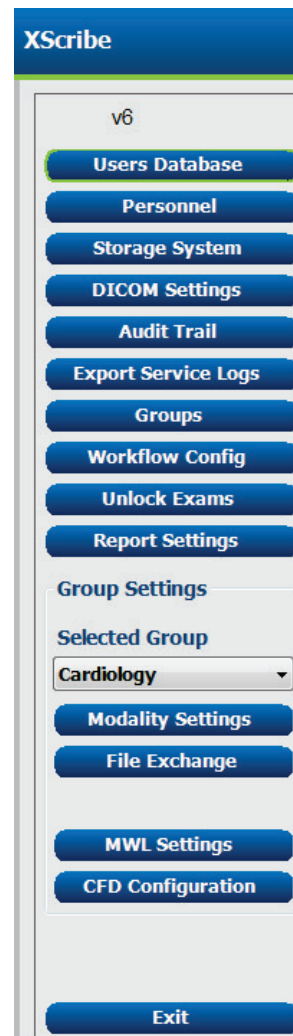 XScribe
v6
Users Database
Personnel
Storage System
DICOM Settings
Audit Trail
Export Service Logs
Groups
Workflow Config
Unlock Exams
Report Settings
Group Settings
Selected Group
Cardiology
Modality Settings
File Exchange
MWL Settings
CFD Configuration
Exit